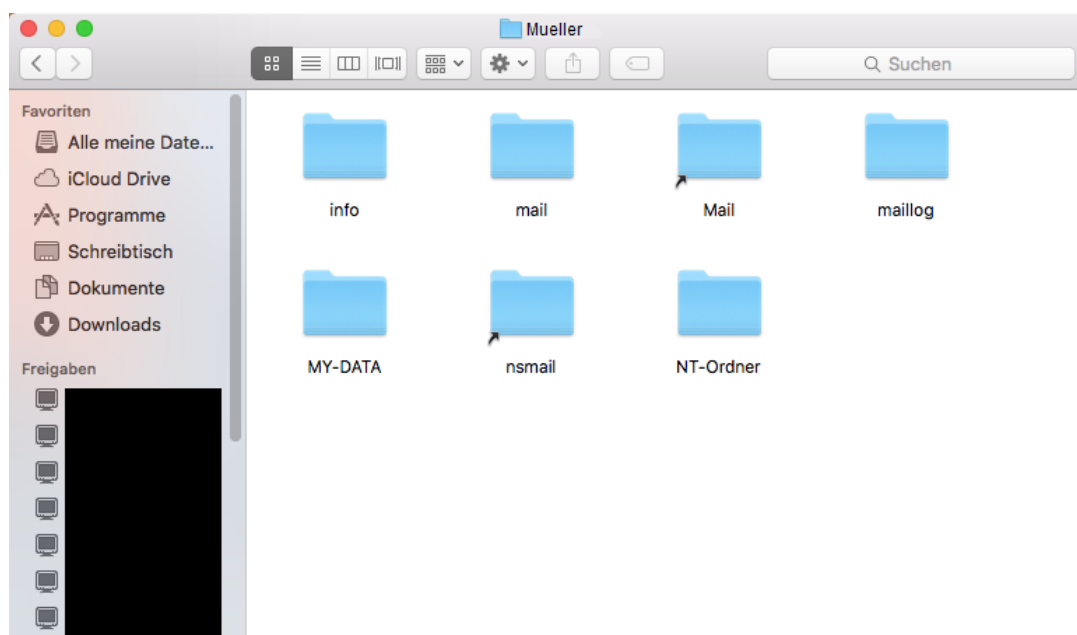 Mueller
Suchen
Favoriten
Alle meine Date...
iCloud Drive
Programme
Schreibtisch
Dokumente
Downloads
Freigaben
info
mail
Mail
maillog
MY-DATA
nsmail
NT-Ordner